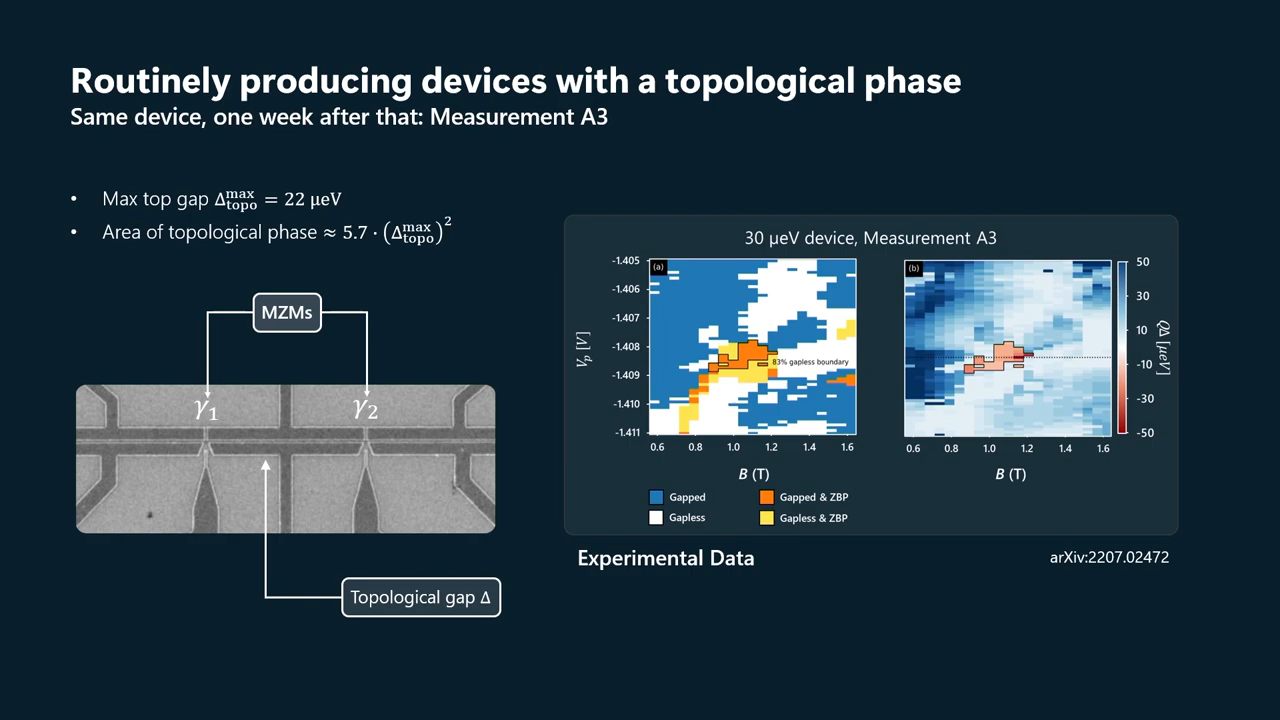 Routinely producing devices with a topological phase
Same device, one week after that: Measurement A3
• Max top gap Δ_topo^max = 22 µeV
• Area of topological phase ≈ 5.7 · (Δ_topo^max)^2
MZMs
γ1
γ2
Topological gap Δ
30 µeV device, Measurement A3
(a)
-1.405
-1.406
-1.407
-1.408
-1.409
-1.410
-1.411
Vp [V]
83% gapless boundary
0.6 0.8 1.0 1.2 1.4 1.6
B (T)
(b)
0.6 0.8 1.0 1.2 1.4 1.6
B (T)
50
30
10
-10
-30
-50
QΔ [µeV]
Gapped
Gapped & ZBP
Gapless
Gapless & ZBP
Experimental Data
arXiv:2207.02472